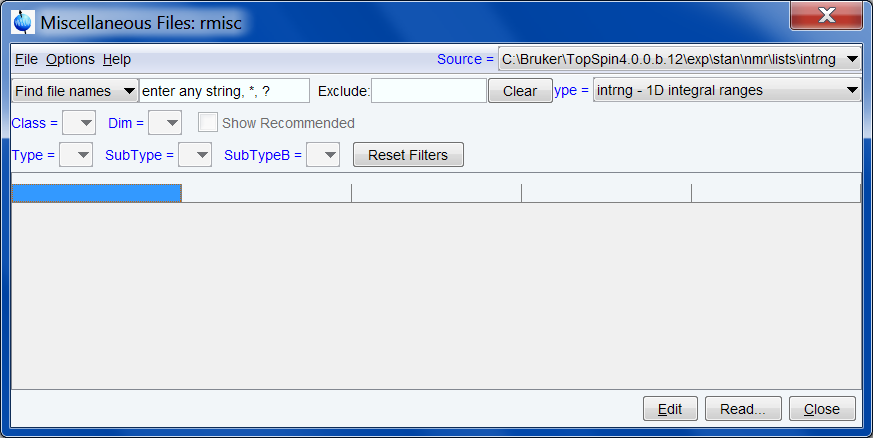 Miscellaneous Files: rmisc
File Options Help Source = C:\Bruker\TopSpin4.0.0.b.12\exp\stan\nmr\lists\intrng
Find file names enter any string, *, ? Exclude: Clear ype = intrng - 1D integral ranges
Class = Dim = Show Recommended
Type = SubType = SubTypeB = Reset Filters
Edit Read... Close